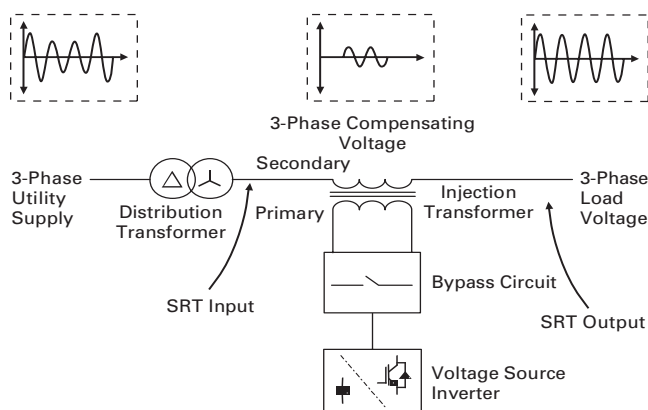 3-Phase Compensating
Voltage
3-Phase
Utility
Supply
Distribution
Transformer
Secondary
Primary
Injection
Transformer
3-Phase
Load
Voltage
SRT Input
Bypass Circuit
SRT Output
Voltage Source
Inverter